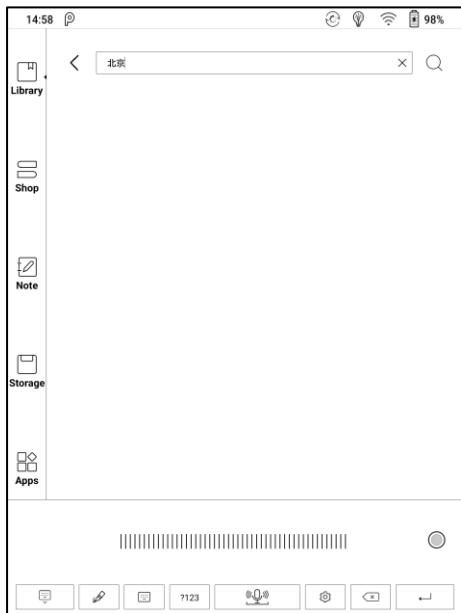 14:58
98%
北京
Library
Shop
Note
Storage
Apps
?123